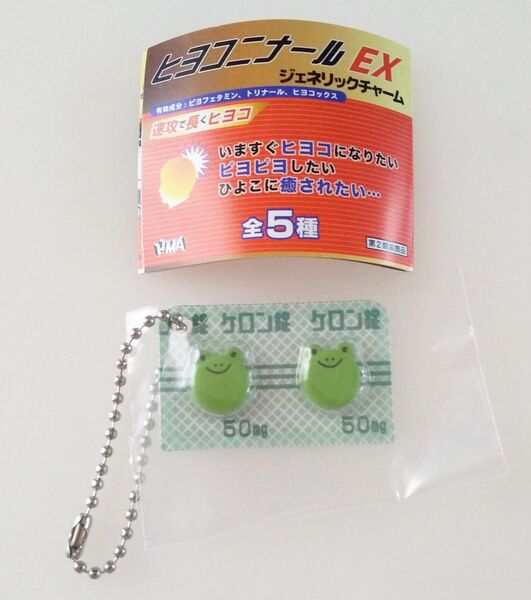 ヒヨコニナールEX
ジェネリックチャーム
有効成分：ピヨフェタミン、トリナール、ヒヨコックス
速攻で長くヒヨコ
いますぐヒヨコになりたい
ピヨピヨしたい
ひよこに癒されたい…
全5種
HMA
第2類装商品
錠 ケロン錠 ケロン錠
50mg 50mg